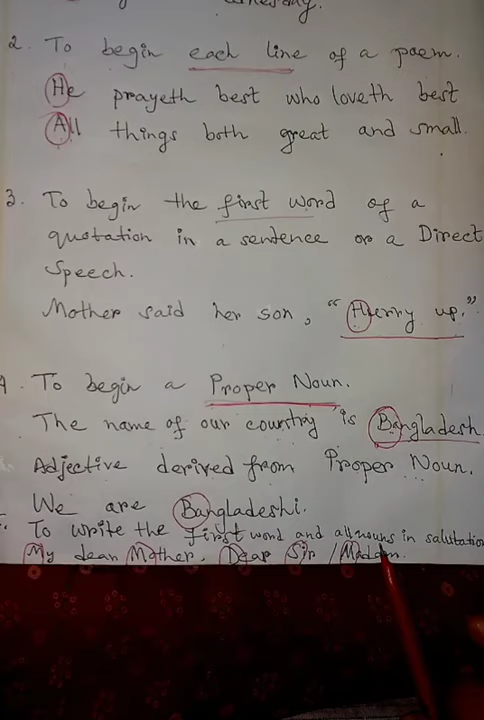 2. To begin each line of a poem.
He prayeth best who loveth best
All things both great and small.
3. To begin the first word of a
quotation in a sentence or a Direct
Speech.
Mother said her son, "Hurry up."
4. To begin a Proper Noun.
The name of our country is Bangladesh
Adjective derived from Proper Noun.
We are Bangladeshi.
To write the first word and all nouns in salutation
My dear Mother, Dear Sir / Madam.